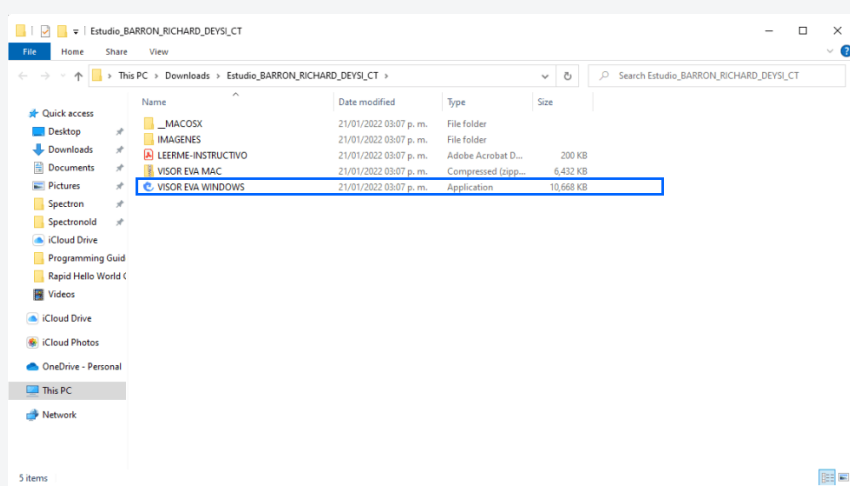 Estudio_BARRON_RICHARD_DEYSI_CT
File Home Share View
This PC > Downloads > Estudio_BARRON_RICHARD_DEYSI_CT >
Search Estudio_BARRON_RICHARD_DEYSI_CT
Name Date modified Type Size
Quick access
Desktop
Downloads
Documents
Pictures
Spectron
Spectronold
iCloud Drive
Programming Guid
Rapid Hello World
Videos
iCloud Drive
iCloud Photos
OneDrive - Personal
This PC
Network
__MACOSX 21/01/2022 03:07 p. m. File folder
IMAGENES 21/01/2022 03:07 p. m. File folder
LEERME-INSTRUCTIVO 21/01/2022 03:07 p. m. Adobe Acrobat D... 200 KB
VISOR EVA MAC 21/01/2022 03:07 p. m. Compressed (zipp... 6,432 KB
VISOR EVA WINDOWS 21/01/2022 03:07 p. m. Application 10,668 KB
5 items